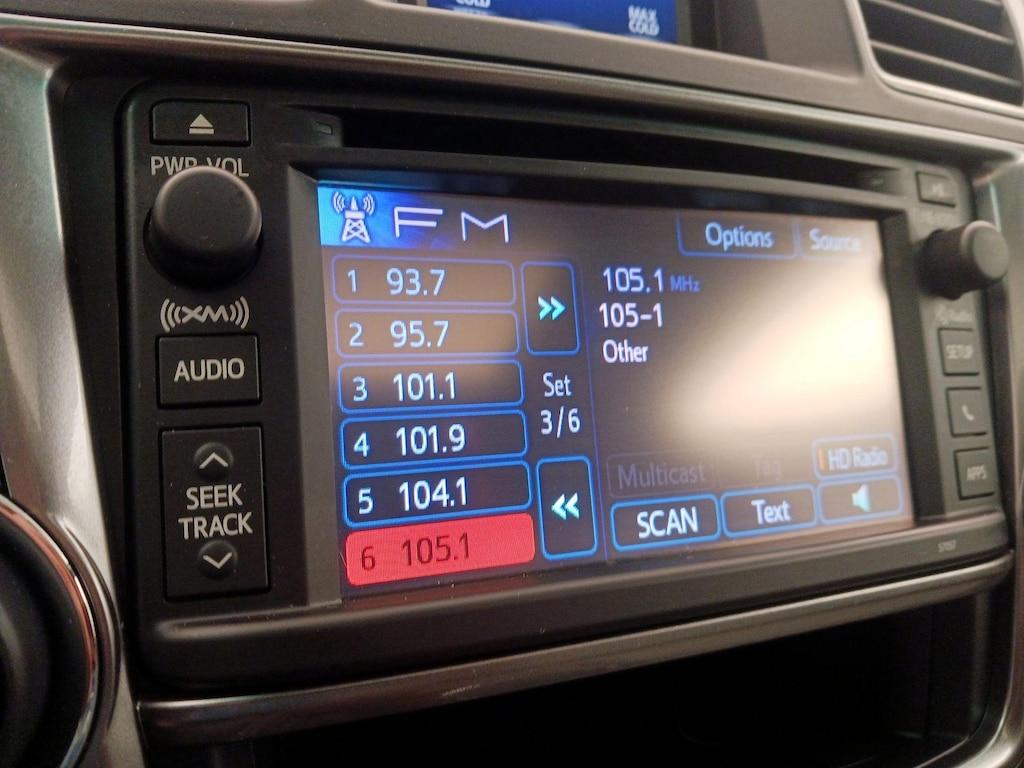 COLD
MAX
COLD
PWR·VOL
(((XM)))
AUDIO
SEEK
TRACK
FM
Options
Source
1 93.7
2 95.7
3 101.1
4 101.9
5 104.1
6 105.1
Set
3/6
105.1 MHz
105-1
Other
Multicast
Tag
HD Radio
SCAN
Text
SETUP
APPS